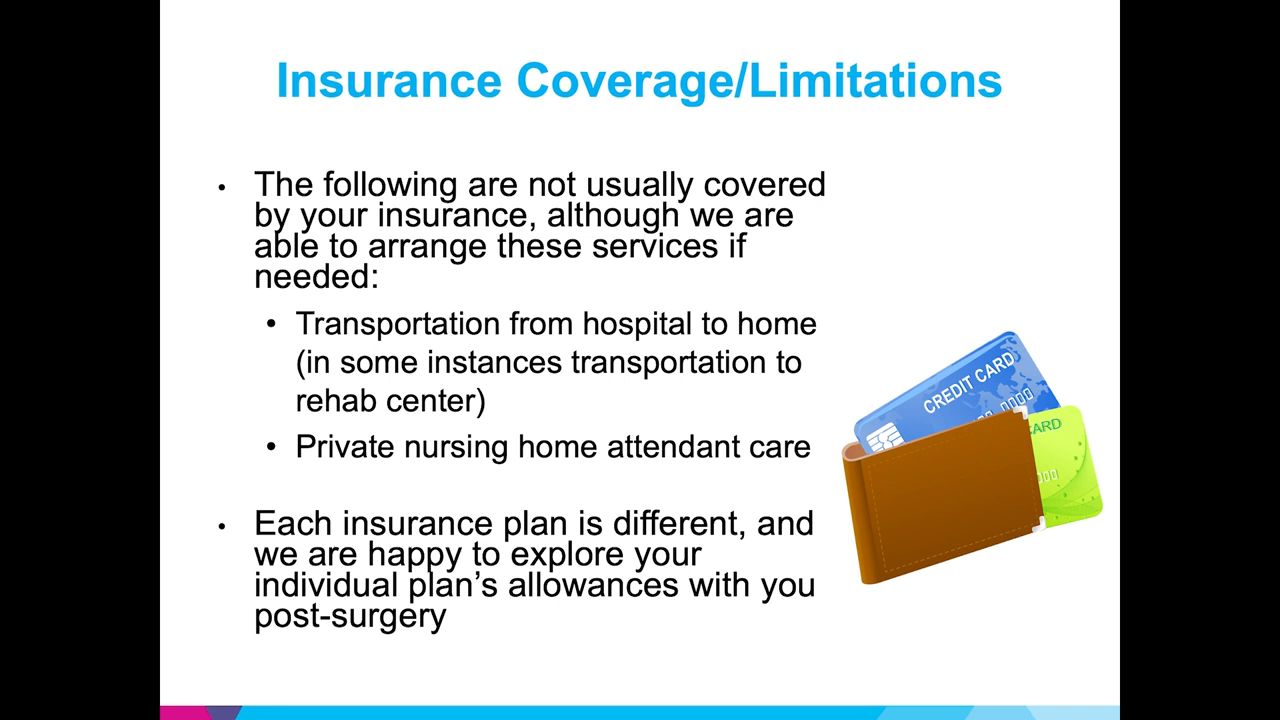 Insurance Coverage/Limitations
• The following are not usually covered
by your insurance, although we are
able to arrange these services if
needed:
• Transportation from hospital to home
(in some instances transportation to
rehab center)
• Private nursing home attendant care
• Each insurance plan is different, and
we are happy to explore your
individual plan’s allowances with you
post-surgery
CREDIT CARD
0000
CARD
000